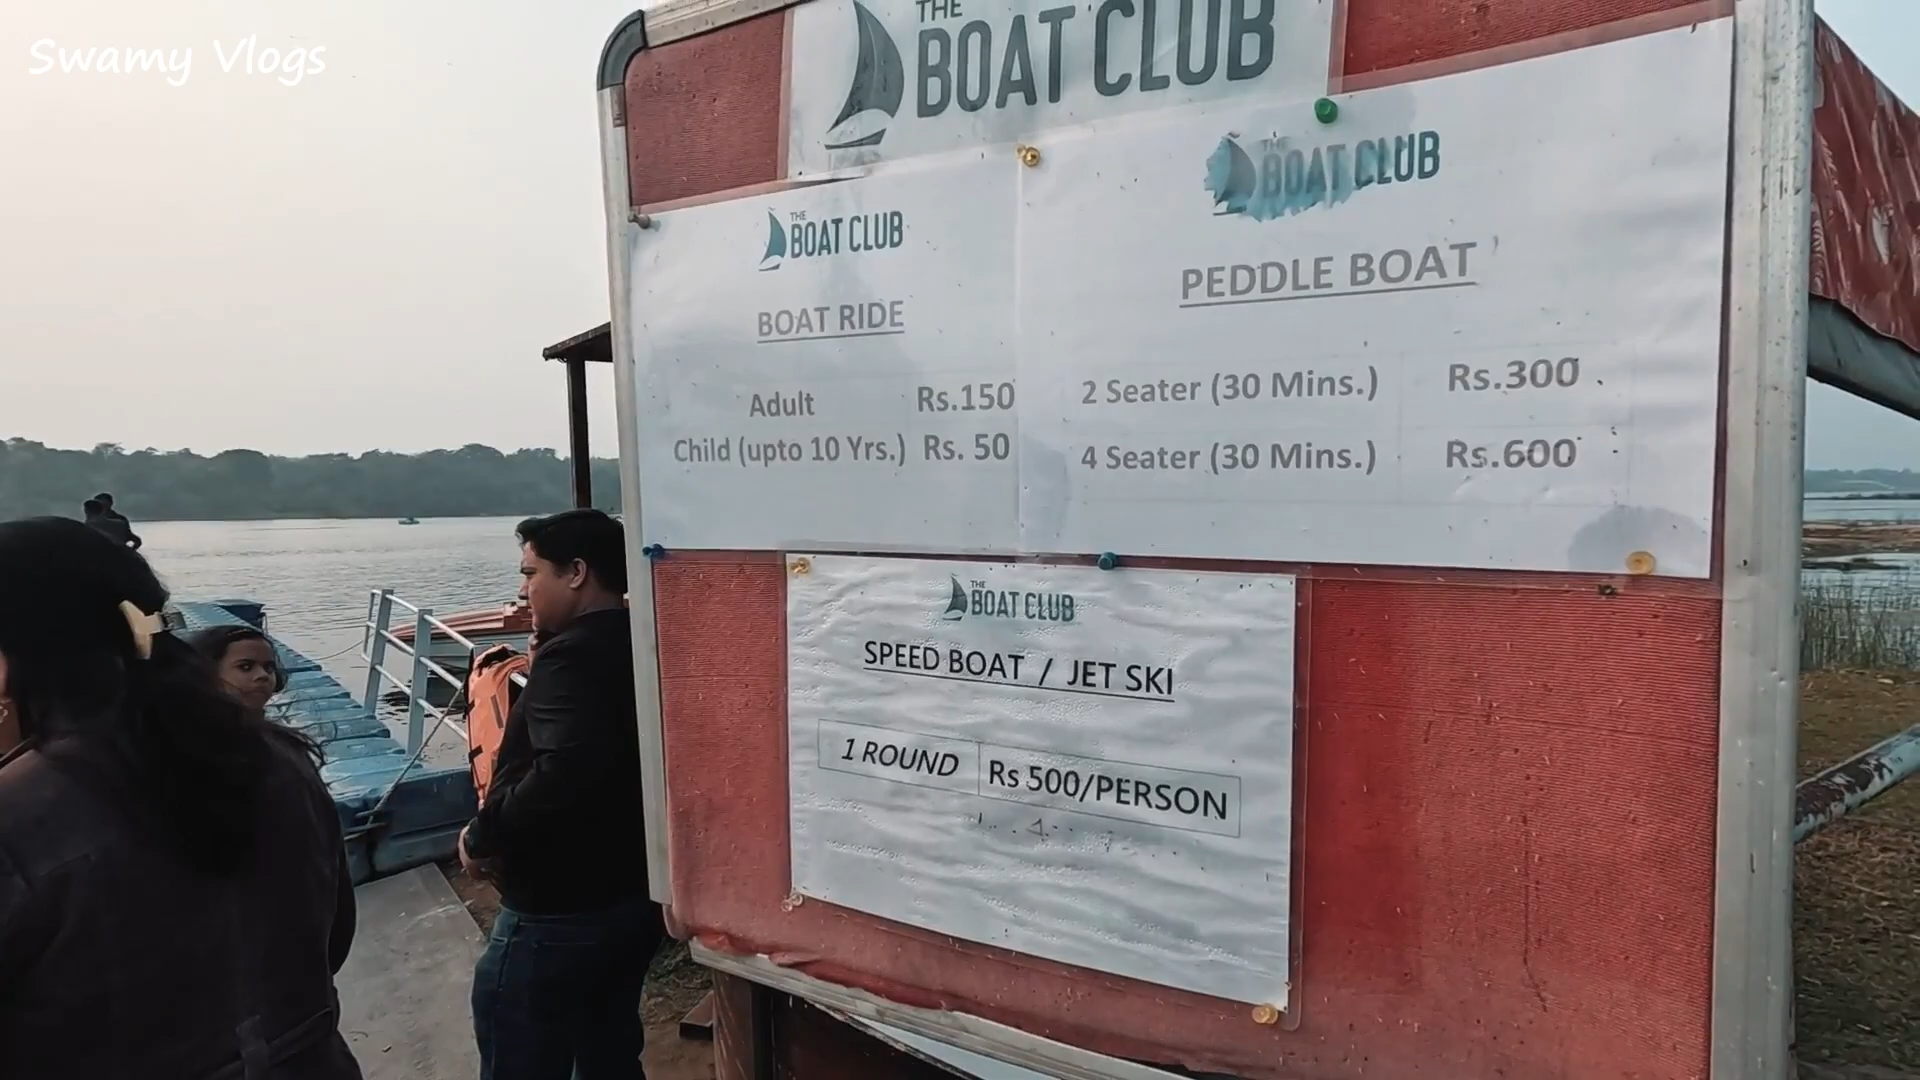 Swamy Vlogs
THE
BOAT CLUB
THE
BOAT CLUB
BOAT RIDE
Adult Rs.150
Child (upto 10 Yrs.) Rs. 50
THE
BOAT CLUB
PEDDLE BOAT
2 Seater (30 Mins.) Rs.300
4 Seater (30 Mins.) Rs.600
THE
BOAT CLUB
SPEED BOAT / JET SKI
1 ROUND Rs 500/PERSON